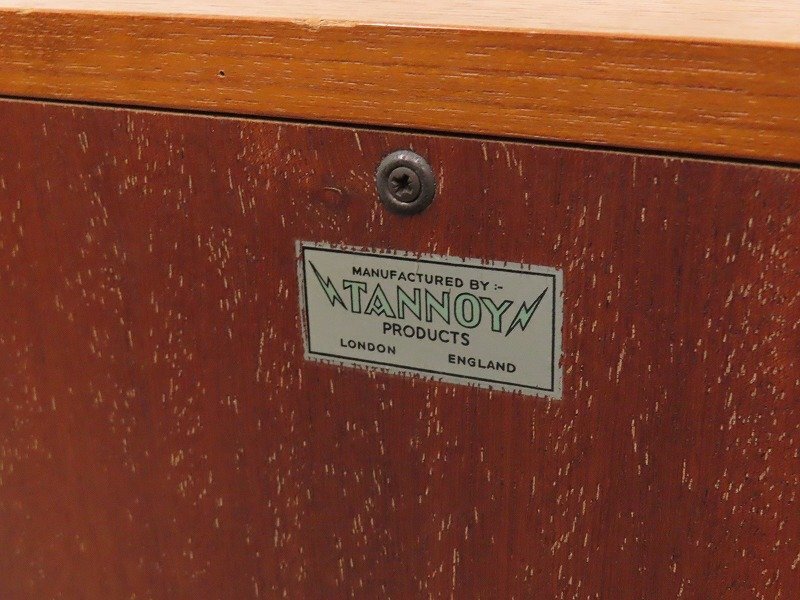 MANUFACTURED BY :-
TANNOY
PRODUCTS
LONDON ENGLAND